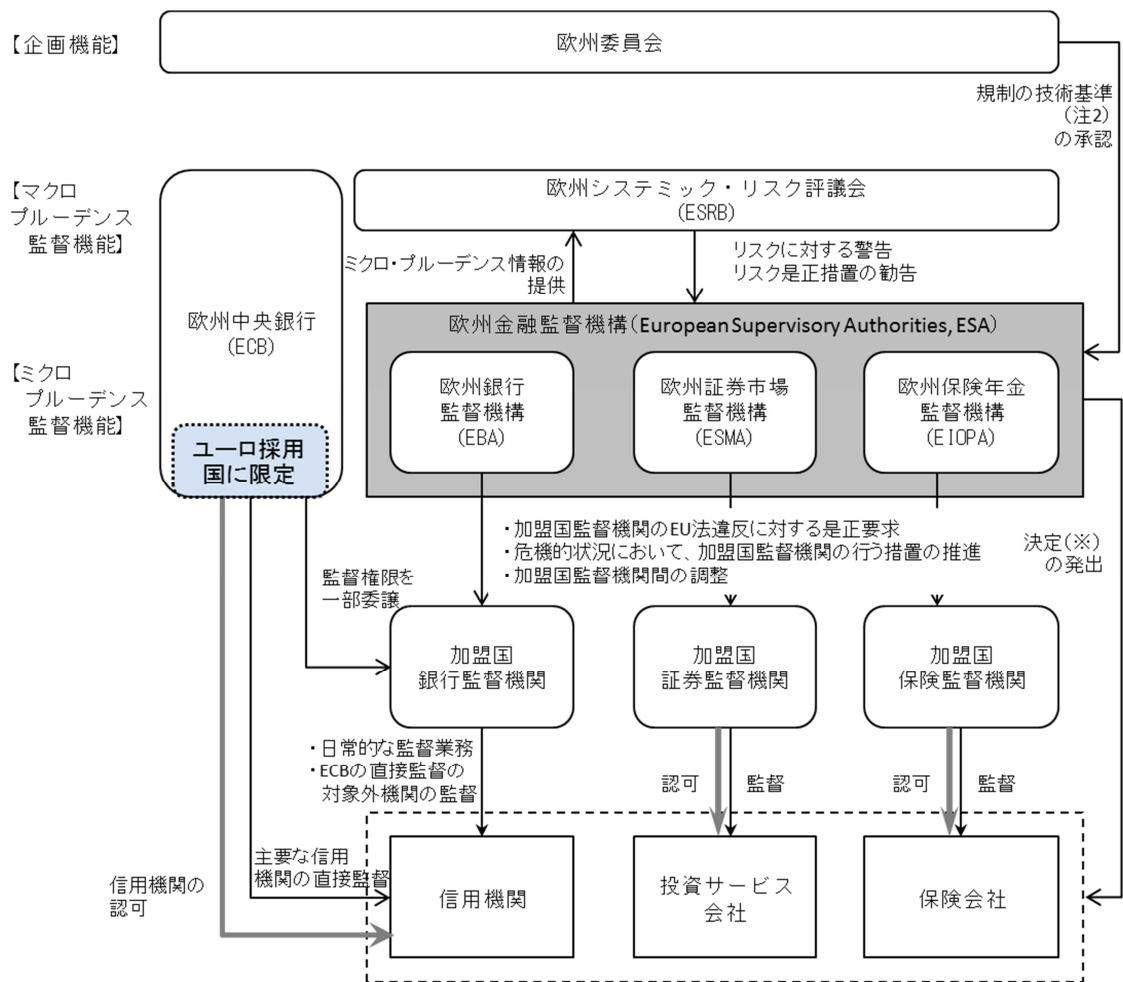 【企画機能】
欧州委員会
規制の技術基準
（注2）
の承認
【マクロ
プルーデンス
監督機能】
欧州システミック・リスク評議会
(ESRB)
ミクロ・プルーデンス情報の
提供
リスクに対する警告
リスク是正措置の勧告
欧州中央銀行
(ECB)
欧州金融監督機構(European Supervisory Authorities, ESA)
【ミクロ
プルーデンス
監督機能】
欧州銀行
監督機構
(EBA)
欧州証券市場
監督機構
(ESMA)
欧州保険年金
監督機構
(EIOPA)
ユーロ採用
国に限定
・加盟国監督機関のEU法違反に対する是正要求
・危機的状況において、加盟国監督機関の行う措置の推進
・加盟国監督機関間の調整
決定(※)
の発出
監督権限を
一部委譲
加盟国
銀行監督機関
加盟国
証券監督機関
加盟国
保険監督機関
・日常的な監督業務
・ECBの直接監督の
対象外機関の監督
認可
監督
認可
監督
主要な信用
機関の直接監督
信用機関の
認可
信用機関
投資サービス
会社
保険会社